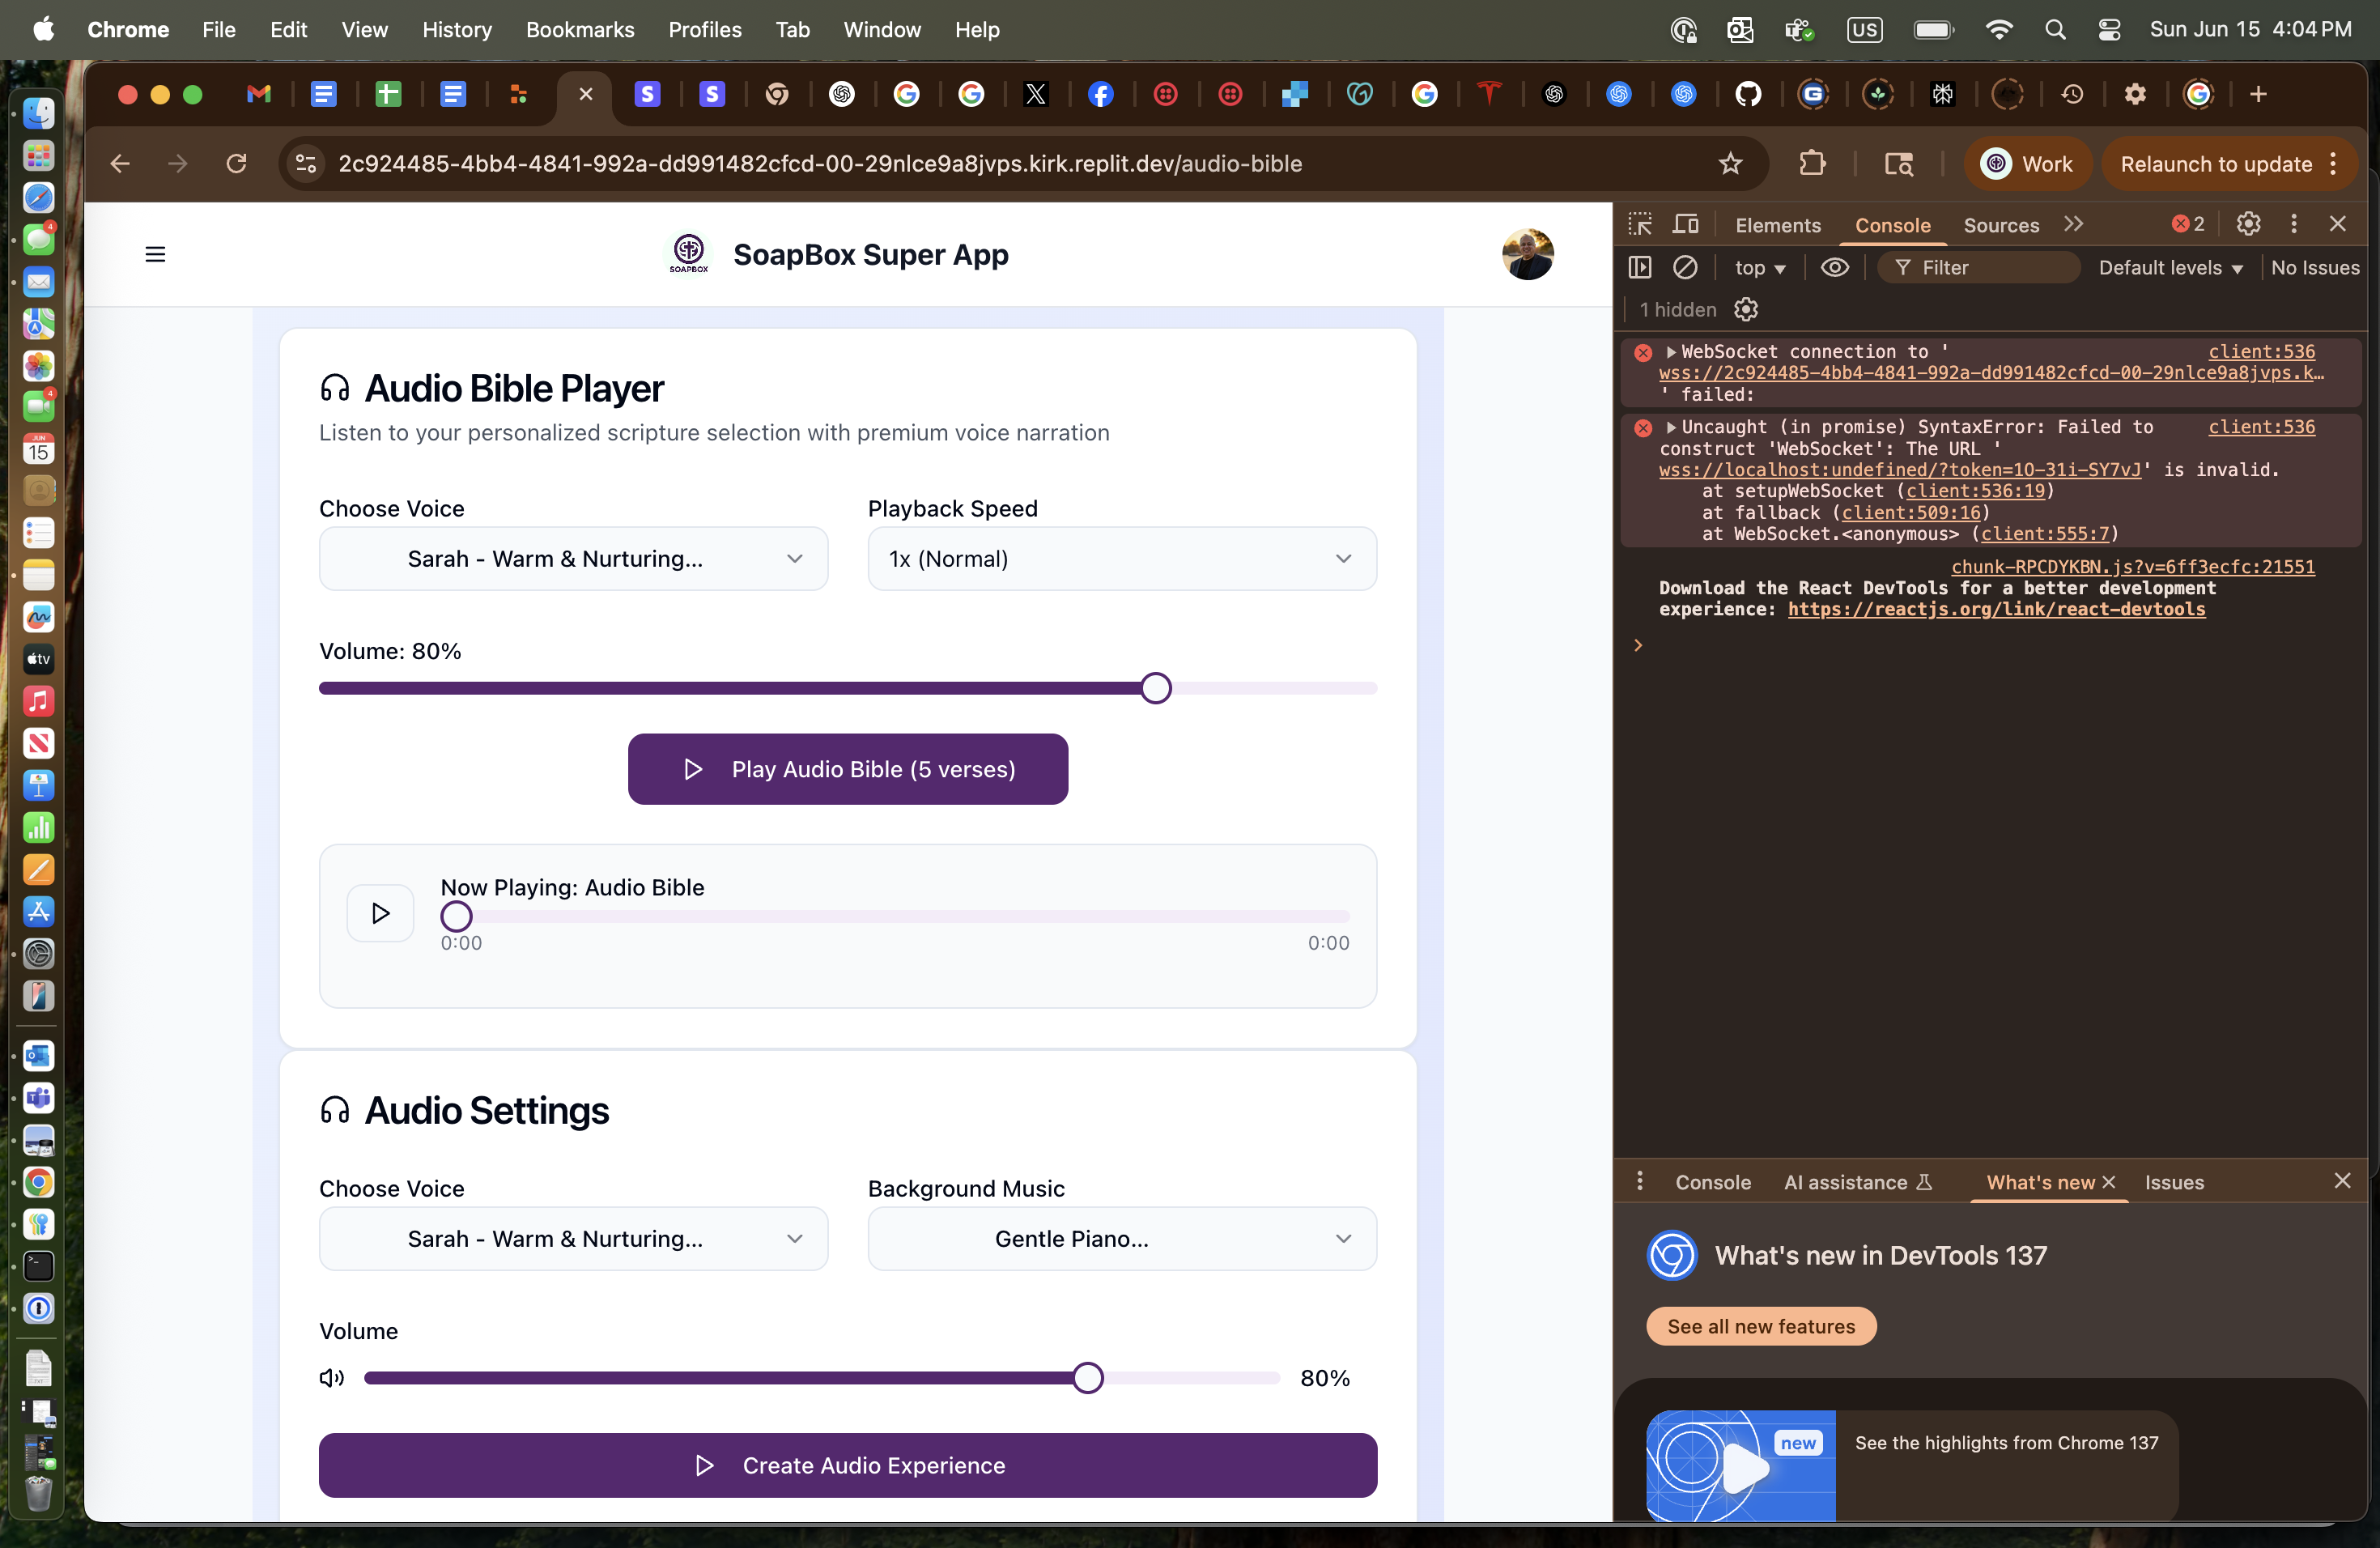 Chrome File Edit View History Bookmarks Profiles Tab Window Help
US
Sun Jun 15 4:04 PM
2c924485-4bb4-4841-992a-dd991482cfcd-00-29nlce9a8jvps.kirk.replit.dev/audio-bible
Work
Relaunch to update
SOAPBOX
SoapBox Super App
Audio Bible Player
Listen to your personalized scripture selection with premium voice narration
Choose Voice
Playback Speed
Sarah - Warm & Nurturing...
1x (Normal)
Volume: 80%
Play Audio Bible (5 verses)
Now Playing: Audio Bible
0:00
0:00
Audio Settings
Choose Voice
Background Music
Sarah - Warm & Nurturing...
Gentle Piano...
Volume
80%
Create Audio Experience
Elements Console Sources
2
top
Filter
Default levels
No Issues
1 hidden
WebSocket connection to ' client:536
wss://2c924485-4bb4-4841-992a-dd991482cfcd-00-29nlce9a8jvps.k…
' failed:
Uncaught (in promise) SyntaxError: Failed to client:536
construct 'WebSocket': The URL '
wss://localhost:undefined/?token=1O-31i-SY7vJ' is invalid.
at setupWebSocket (client:536:19)
at fallback (client:509:16)
at WebSocket.<anonymous> (client:555:7)
chunk-RPCDYKBN.js?v=6ff3ecfc:21551
Download the React DevTools for a better development
experience: https://reactjs.org/link/react-devtools
Console AI assistance What's new Issues
What's new in DevTools 137
See all new features
new
See the highlights from Chrome 137
4
4
JUN
15
tv